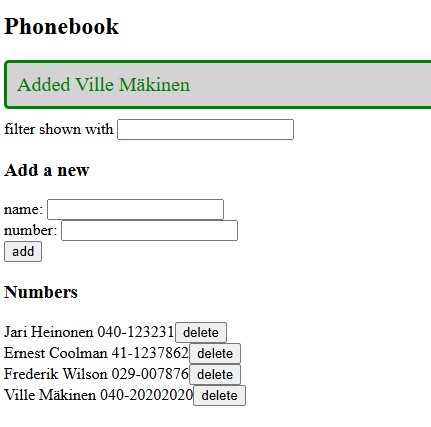 Phonebook
Added Ville Mäkinen
filter shown with
Add a new
name:
number:
add
Numbers
Jari Heinonen 040-123231 delete
Ernest Coolman 41-1237862 delete
Frederik Wilson 029-007876 delete
Ville Mäkinen 040-20202020 delete